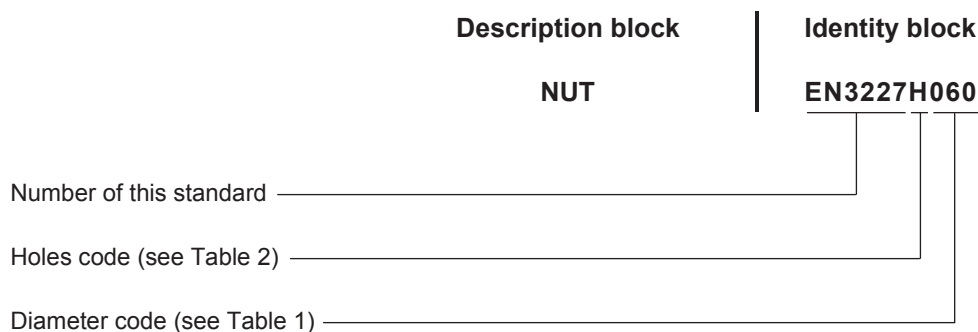 Description block Identity block
NUT EN3227H060
Number of this standard
Holes code (see Table 2)
Diameter code (see Table 1)